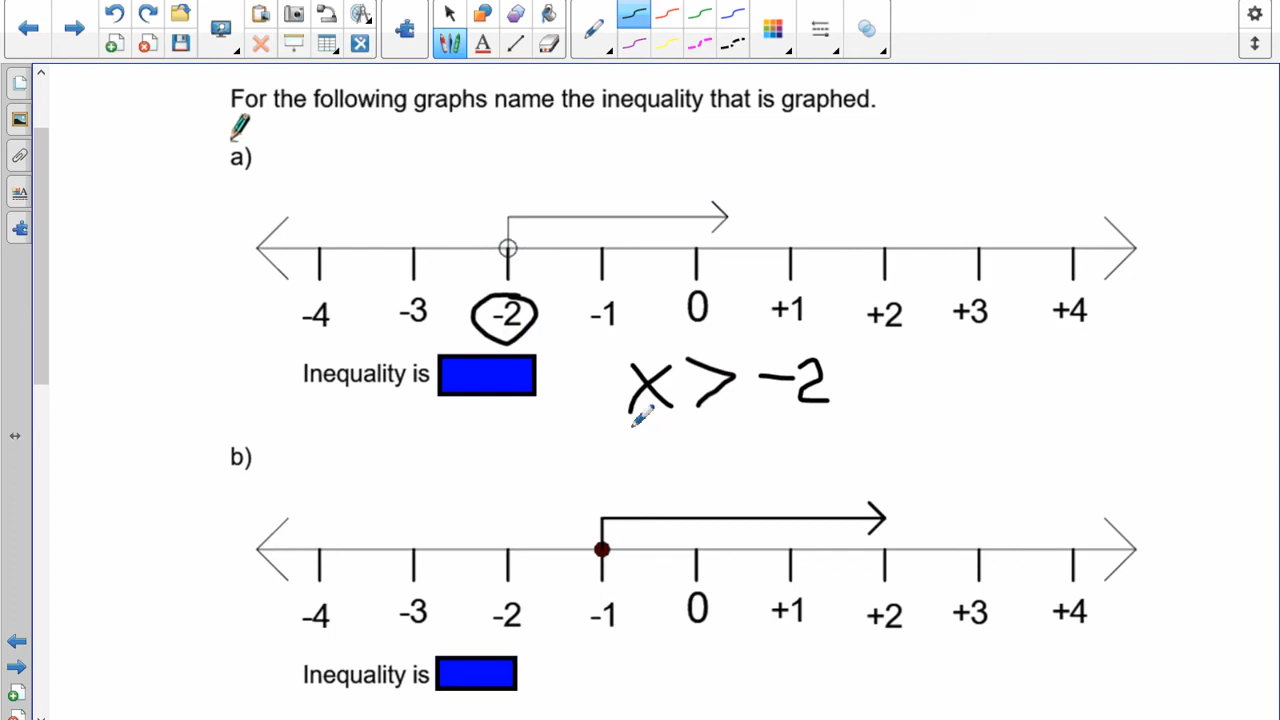 For the following graphs name the inequality that is graphed.
a)
-4 -3 -2 -1 0 +1 +2 +3 +4
Inequality is
x > -2
b)
-4 -3 -2 -1 0 +1 +2 +3 +4
Inequality is